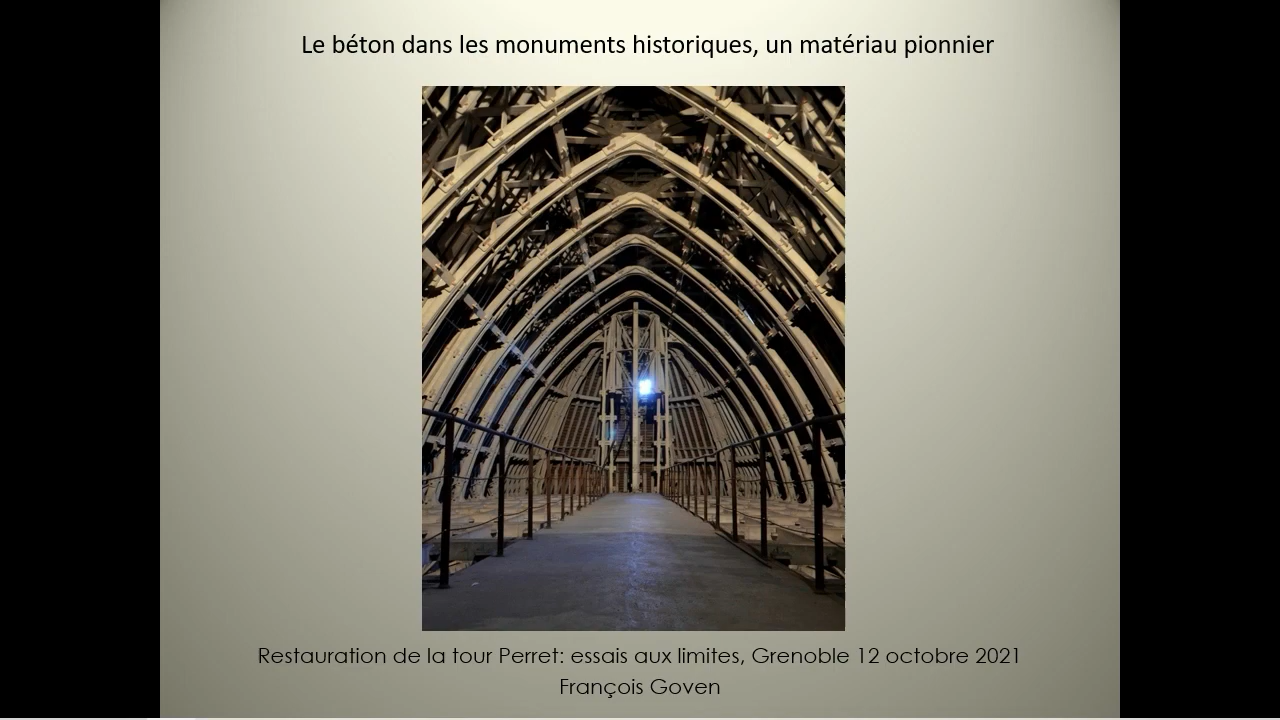 Le béton dans les monuments historiques, un matériau pionnier
Restauration de la tour Perret: essais aux limites, Grenoble 12 octobre 2021
François Goven